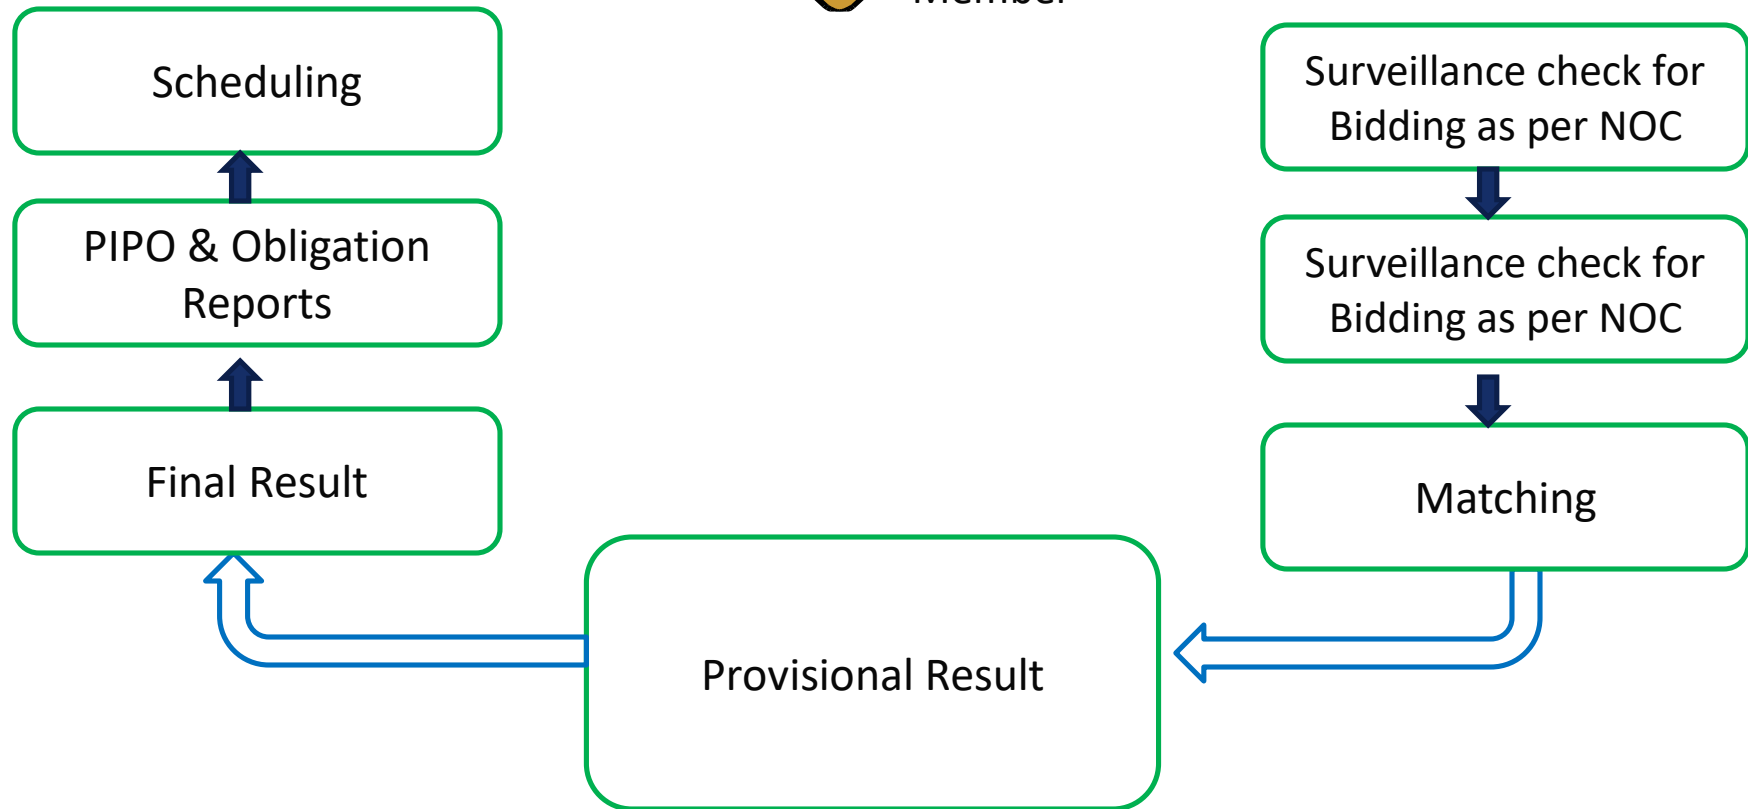 Member
Scheduling
Surveillance check for
Bidding as per NOC
PIPO & Obligation
Reports
Surveillance check for
Bidding as per NOC
Final Result
Matching
Provisional Result